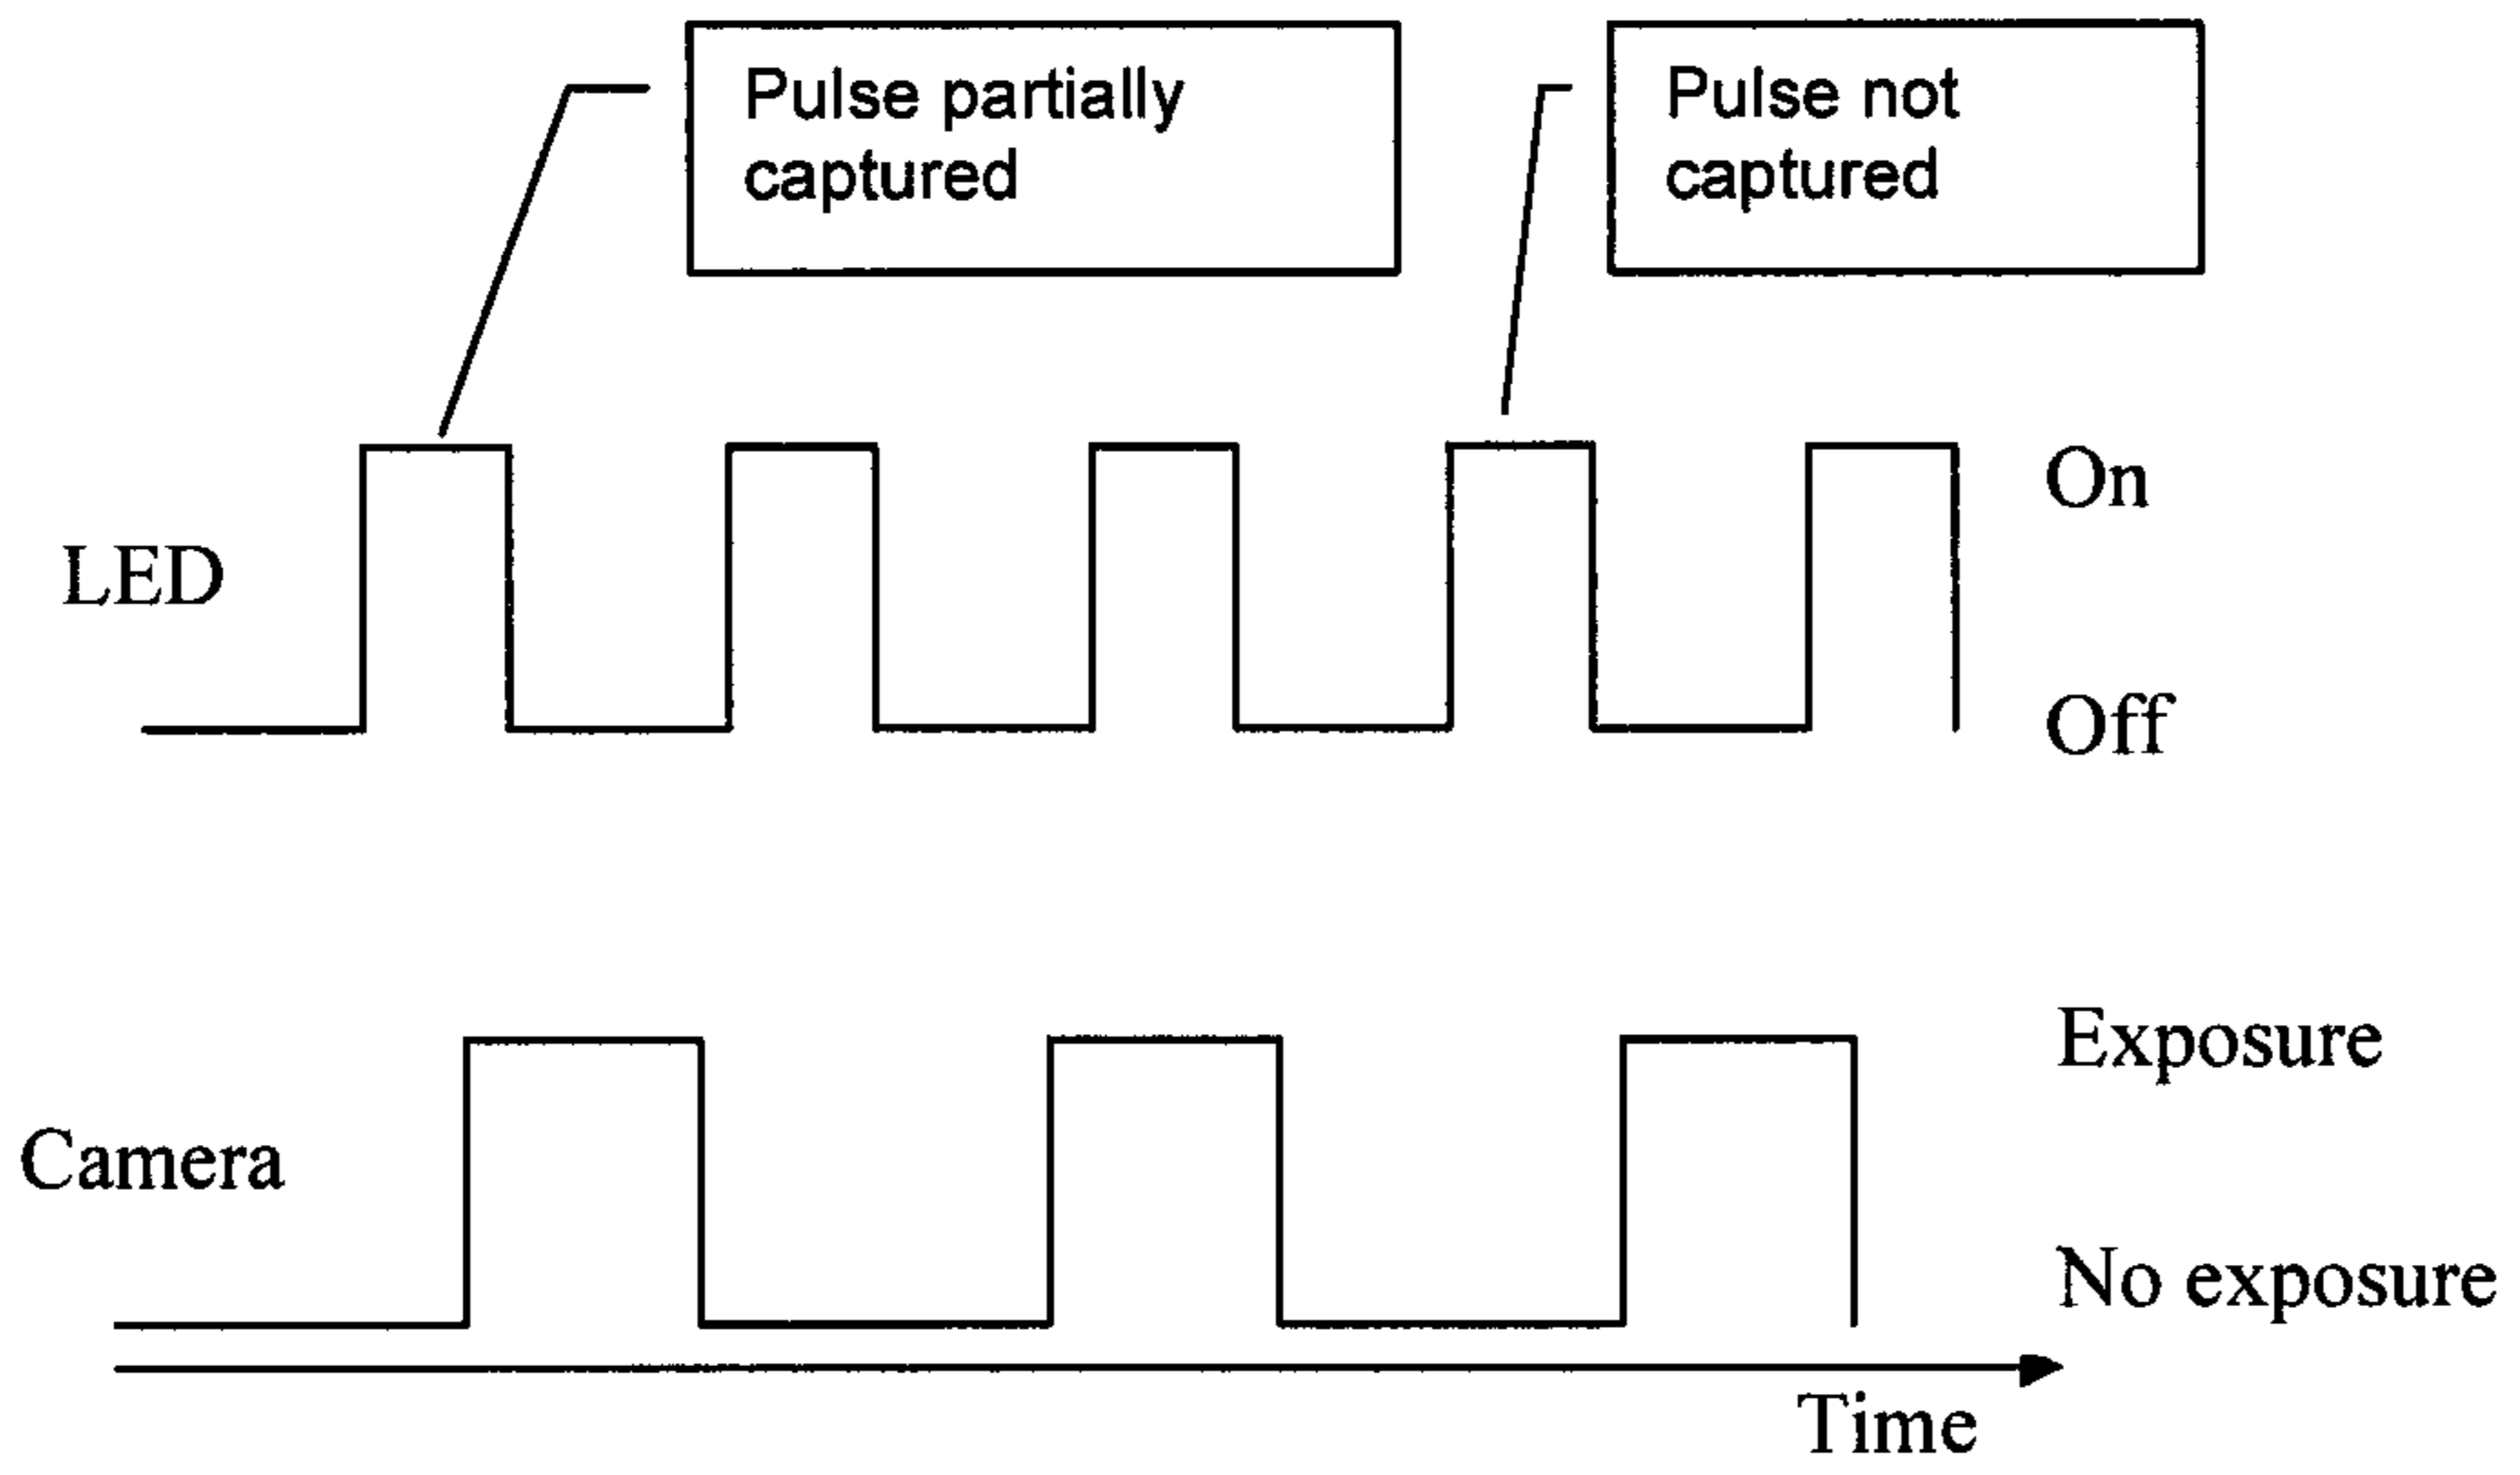 Pulse partially
captured
Pulse not
captured
On
LED
Off
Exposure
Camera
No exposure
Time